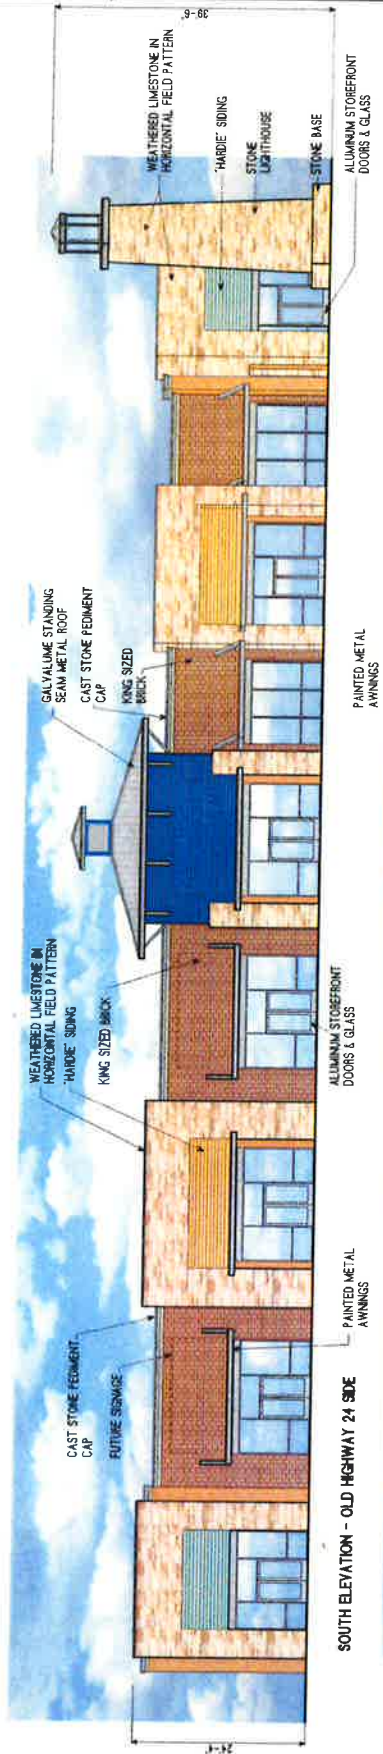 39'-6"
WEATHERED LIMESTONE IN
HORIZONTAL FIELD PATTERN
'HARDIE' SIDING
STONE
LIGHTHOUSE
STONE BASE
ALUMINUM STOREFRONT
DOORS & GLASS
GALVALUME STANDING
SEAM METAL ROOF
CAST STONE PEDIMENT
CAP
KING SIZED
BRICK
PAINTED METAL
AWNINGS
WEATHERED LIMESTONE IN
HORIZONTAL FIELD PATTERN
'HARDIE' SIDING
KING SIZED BRICK
ALUMINUM STOREFRONT
DOORS & GLASS
CAST STONE PEDIMENT
CAP
FUTURE SIGNAGE
PAINTED METAL
AWNINGS
SOUTH ELEVATION - OLD HIGHWAY 24 SIDE